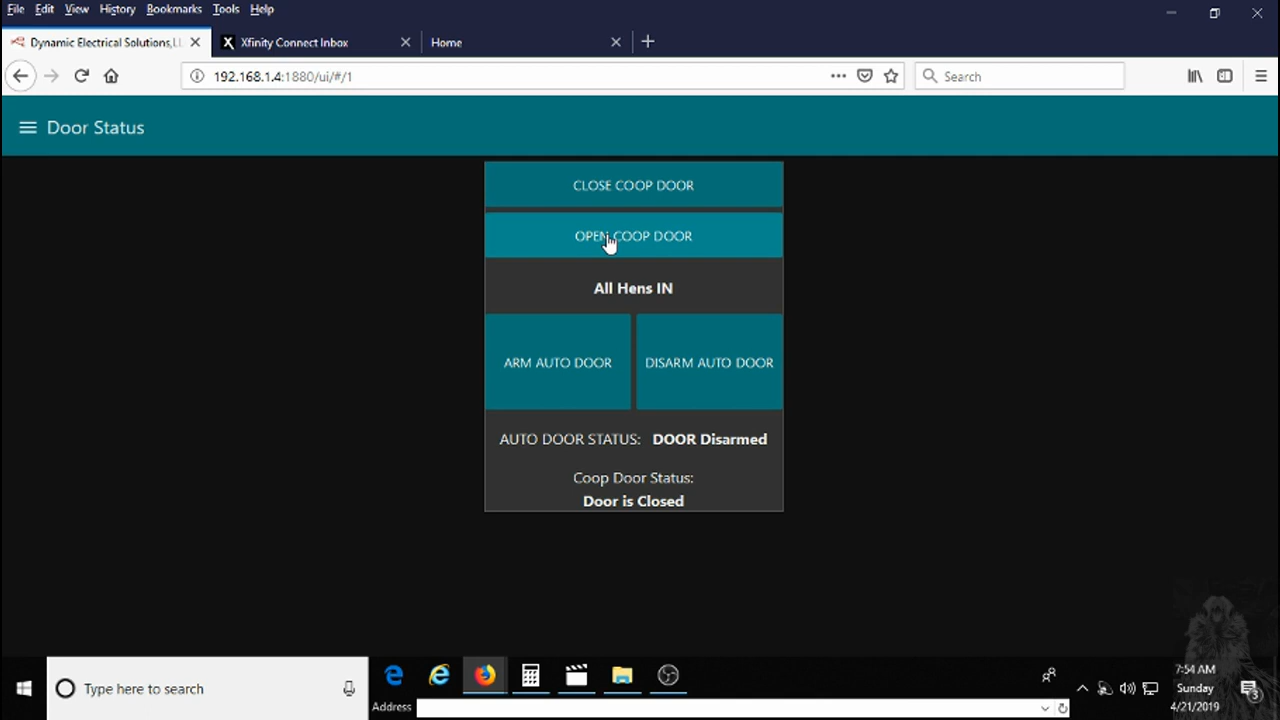 File Edit View History Bookmarks Tools Help
Dynamic Electrical Solutions,LL
Xfinity Connect Inbox
Home
192.168.1.4:1880/ui/#/1
Search
Door Status
CLOSE COOP DOOR
OPEN COOP DOOR
All Hens IN
ARM AUTO DOOR DISARM AUTO DOOR
AUTO DOOR STATUS: DOOR Disarmed
Coop Door Status:
Door is Closed
Type here to search
Address
7:54 AM
Sunday
4/21/2019
3